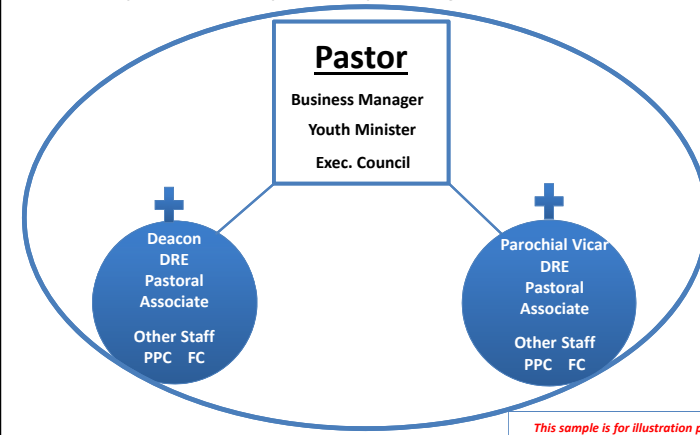 Pastor
Business Manager
Youth Minister
Exec. Council
Deacon
DRE
Pastoral
Associate
Other Staff
PPC FC
Parochial Vicar
DRE
Pastoral
Associate
Other Staff
PPC FC
This sample is for illustration p